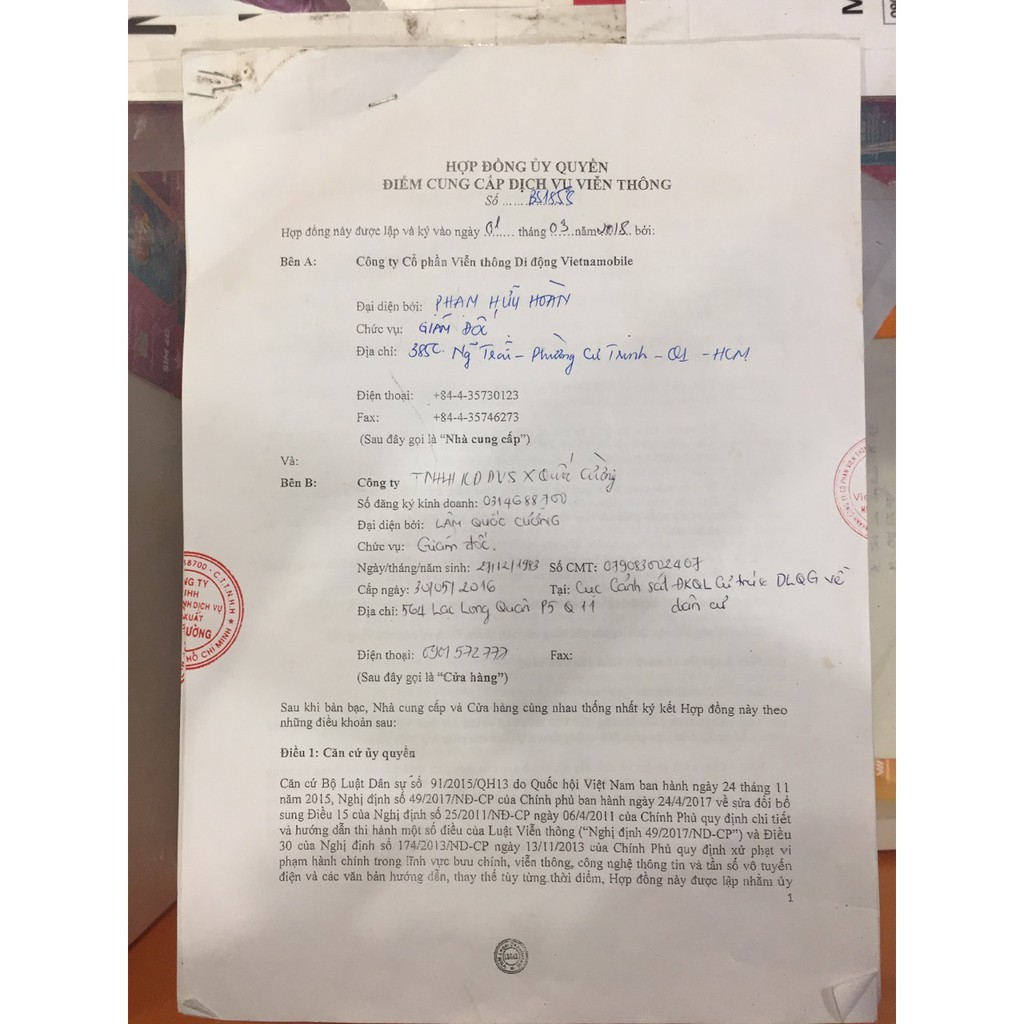 HỢP ĐỒNG ỦY QUYỀN
ĐIỂM CUNG CẤP DỊCH VỤ VIỄN THÔNG
Số ....... BS1853
Hợp đồng này được lập và ký vào ngày 01 tháng 03 năm 2018 bởi:
Bên A: Công ty Cổ phần Viễn thông Di động Vietnamobile
Đại diện bởi: PHẠM HỮU HOÀN
Chức vụ: GIÁM ĐỐC
Địa chỉ: 385C Ng Trãi - Phường Cư Trinh - Q1 - HCM
Điện thoại: +84-4-35730123
Fax: +84-4-35746273
(Sau đây gọi là “Nhà cung cấp”)
Và:
Bên B: Công ty TNHH KD DVSX Quốc Cường
Số đăng ký kinh doanh: 0314688700
Đại diện bởi: LÂM QUỐC CƯỜNG
Chức vụ: Giám đốc.
Ngày/tháng/năm sinh: 27/12/1983 Số CMT: 079083002407
Cấp ngày: 30/05/2016 Tại: Cục Cảnh sát ĐKQL Cư trú & DLQG về
dân cư
Địa chỉ: 564 Lạc Long Quân P5 Q 11
Điện thoại: Fax:
(Sau đây gọi là “Cửa hàng”)
Sau khi bàn bạc, Nhà cung cấp và Cửa hàng cùng nhau thống nhất ký kết Hợp đồng này theo
những điều khoản sau:
Điều 1: Căn cứ ủy quyền
Căn cứ Bộ Luật Dân sự số 91/2015/QH13 do Quốc hội Việt Nam ban hành ngày 24 tháng 11
năm 2015, Nghị định số 49/2017/NĐ-CP của Chính phủ ban hành ngày 24/4/2017 về sửa đổi bổ
sung Điều 15 của Nghị định số 25/2011/NĐ-CP ngày 06/4/2011 của Chính Phủ quy định chi tiết
và hướng dẫn thi hành một số điều của Luật Viễn thông (“Nghị định 49/2017/NĐ-CP”) và Điều
30 của Nghị định số 174/2013/NĐ-CP ngày 13/11/2013 của Chính Phủ quy định xử phạt vi
phạm hành chính trong lĩnh vực bưu chính, viễn thông, công nghệ thông tin và tần số vô tuyến
điện và các văn bản hướng dẫn, thay thế tùy từng thời điểm, Hợp đồng này được lập nhằm ủy
1